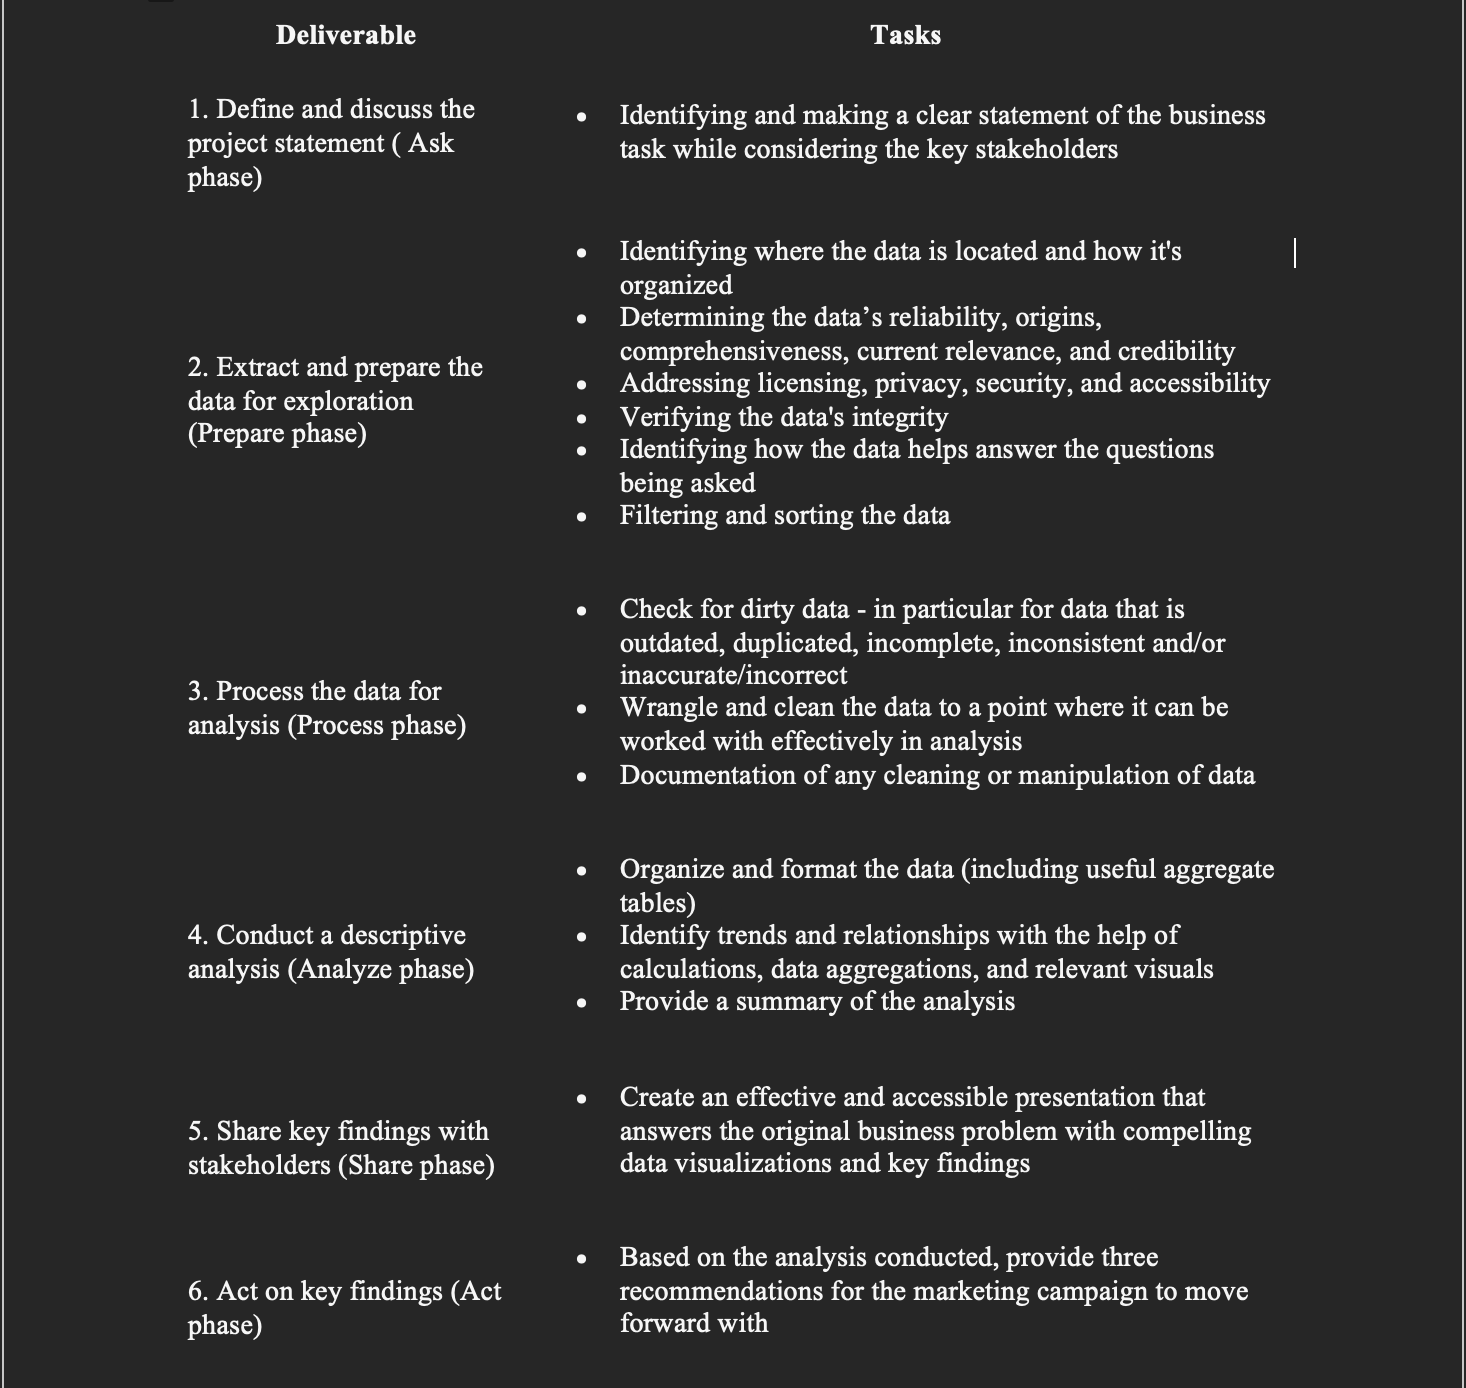 Deliverable
Tasks
1. Define and discuss the
project statement ( Ask
phase)
• Identifying and making a clear statement of the business
task while considering the key stakeholders
2. Extract and prepare the
data for exploration
(Prepare phase)
• Identifying where the data is located and how it's
organized
• Determining the data’s reliability, origins,
comprehensiveness, current relevance, and credibility
• Addressing licensing, privacy, security, and accessibility
• Verifying the data's integrity
• Identifying how the data helps answer the questions
being asked
• Filtering and sorting the data
3. Process the data for
analysis (Process phase)
• Check for dirty data - in particular for data that is
outdated, duplicated, incomplete, inconsistent and/or
inaccurate/incorrect
• Wrangle and clean the data to a point where it can be
worked with effectively in analysis
• Documentation of any cleaning or manipulation of data
4. Conduct a descriptive
analysis (Analyze phase)
• Organize and format the data (including useful aggregate
tables)
• Identify trends and relationships with the help of
calculations, data aggregations, and relevant visuals
• Provide a summary of the analysis
5. Share key findings with
stakeholders (Share phase)
• Create an effective and accessible presentation that
answers the original business problem with compelling
data visualizations and key findings
6. Act on key findings (Act
phase)
• Based on the analysis conducted, provide three
recommendations for the marketing campaign to move
forward with